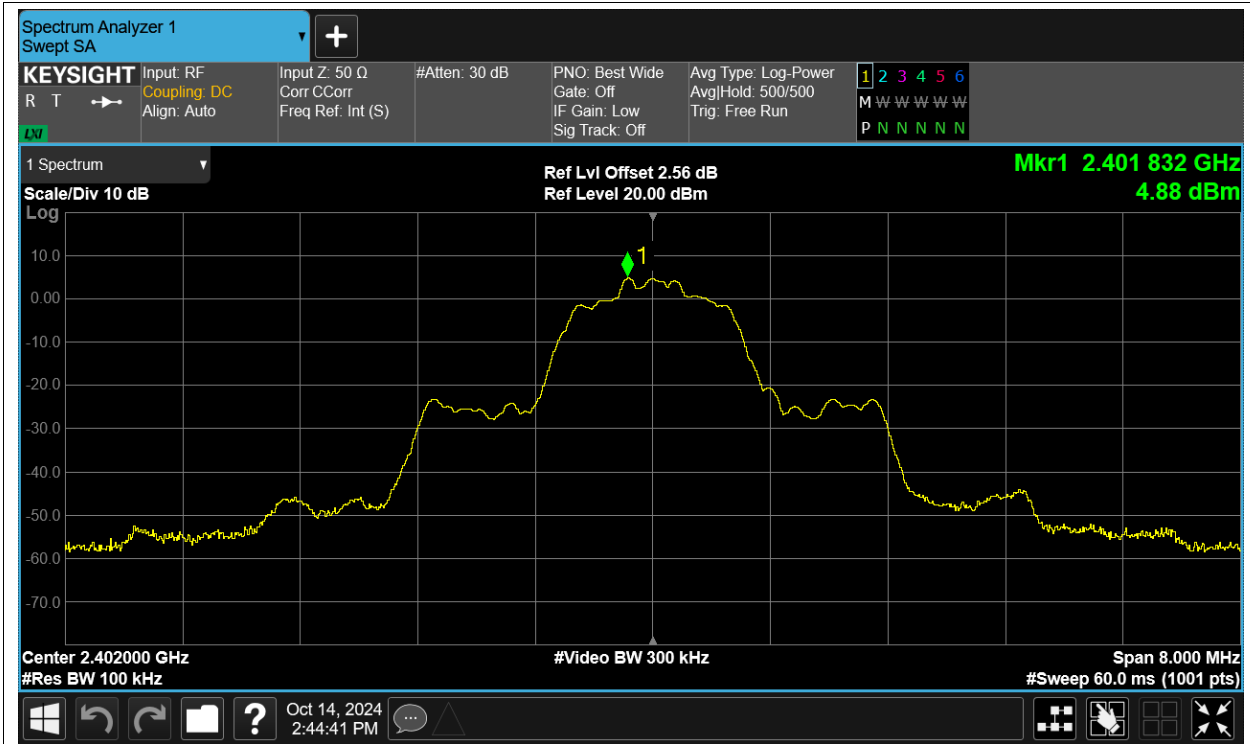 Spectrum Analyzer 1
Swept SA
KEYSIGHT
R T
LXI
Input: RF
Coupling: DC
Align: Auto
Input Z: 50 Ω
Corr CCorr
Freq Ref: Int (S)
#Atten: 30 dB
PNO: Best Wide
Gate: Off
IF Gain: Low
Sig Track: Off
Avg Type: Log-Power
Avg|Hold: 500/500
Trig: Free Run
1 2 3 4 5 6
M W W W W W
P N N N N N
1 Spectrum
Scale/Div 10 dB
Log
Ref Lvl Offset 2.56 dB
Ref Level 20.00 dBm
Mkr1 2.401 832 GHz
4.88 dBm
1
10.0
0.00
-10.0
-20.0
-30.0
-40.0
-50.0
-60.0
-70.0
Center 2.402000 GHz
#Res BW 100 kHz
#Video BW 300 kHz
Span 8.000 MHz
#Sweep 60.0 ms (1001 pts)
?
Oct 14, 2024
2:44:41 PM